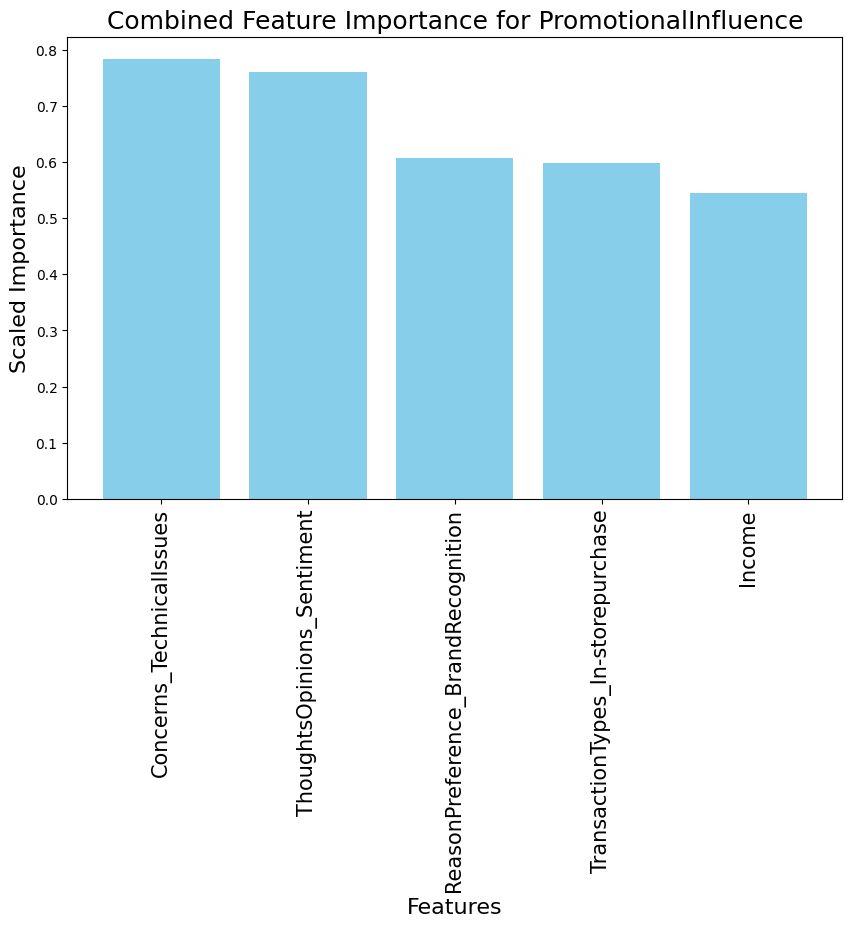 Combined Feature Importance for PromotionalInfluence
Scaled Importance
0.8
0.7
0.6
0.5
0.4
0.3
0.2
0.1
0.0
Concerns_TechnicalIssues
ThoughtsOpinions_Sentiment
ReasonPreference_BrandRecognition
TransactionTypes_In-storepurchase
Income
Features